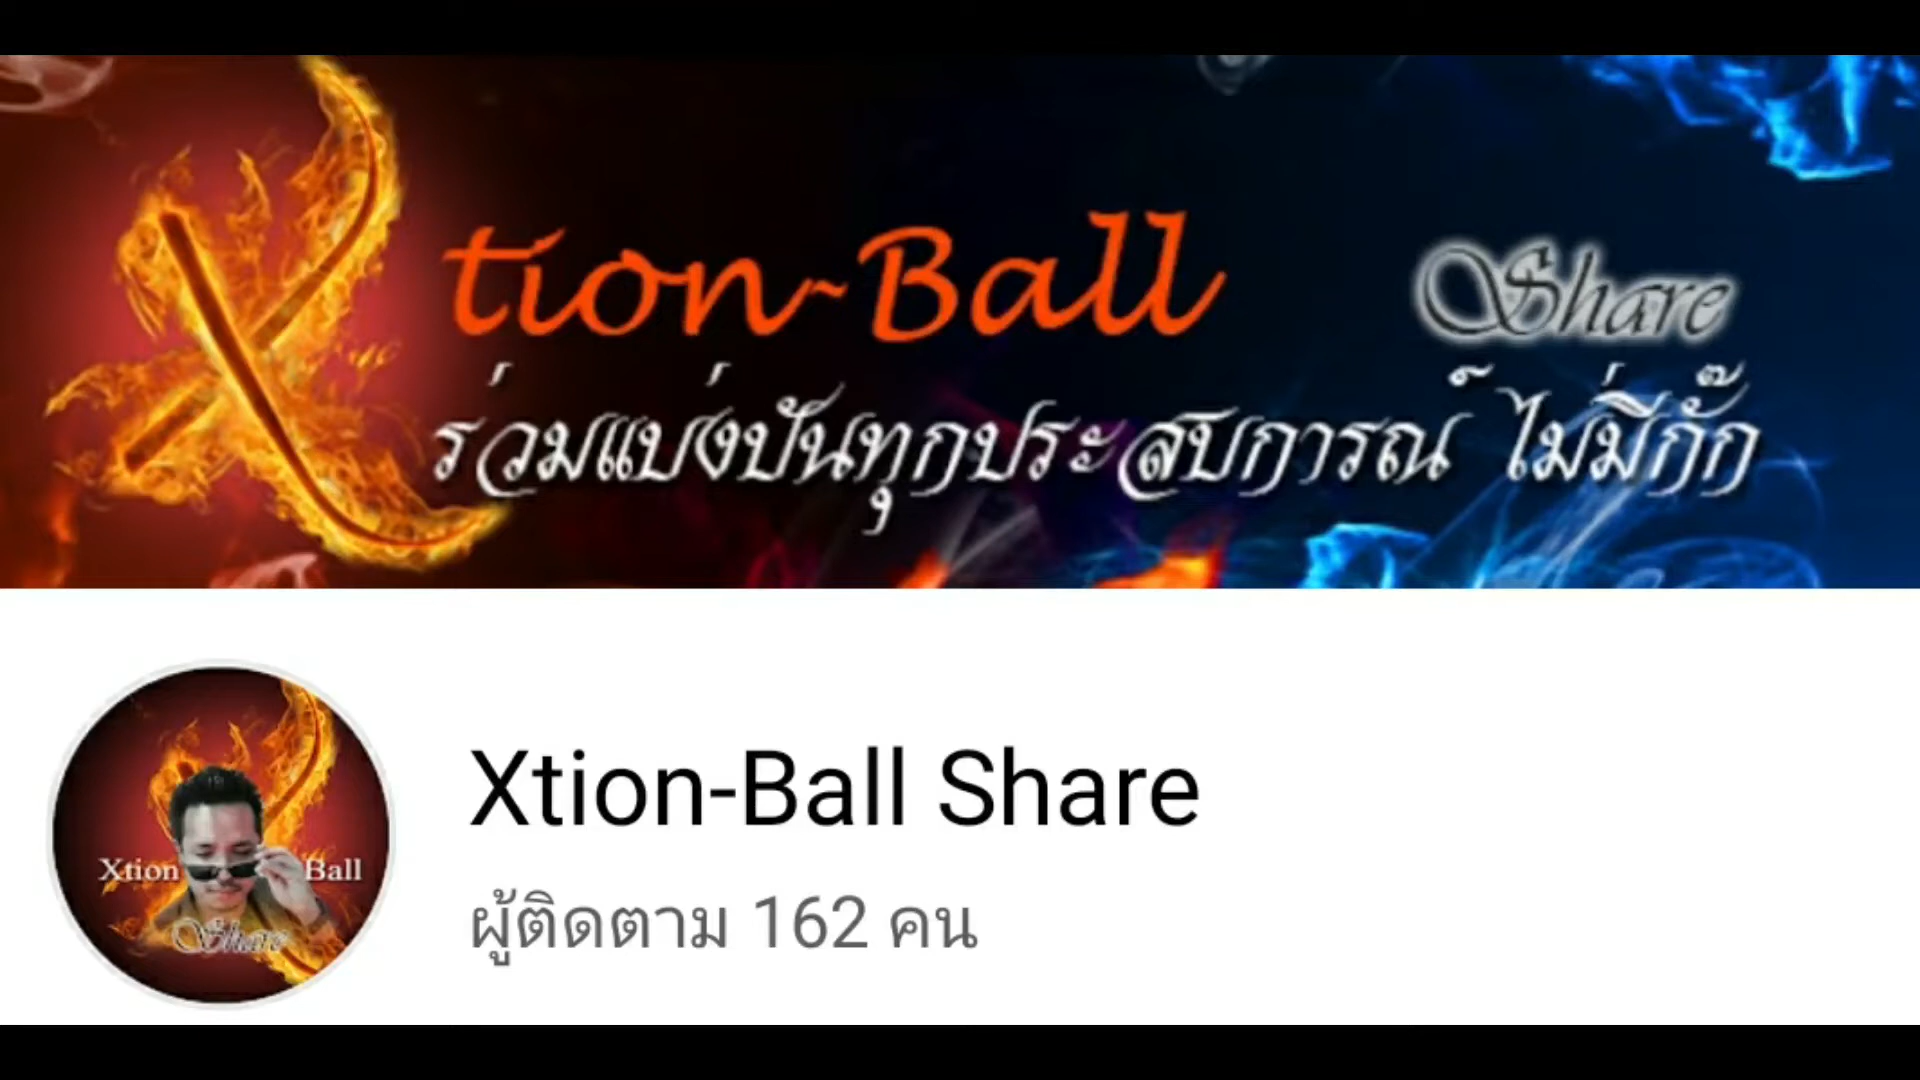 Xtion-Ball Share
ร่วมแบ่งปันทุกประสบการณ์ ไม่มีกั๊ก
Xtion Ball
Share
Xtion-Ball Share
ผู้ติดตาม 162 คน